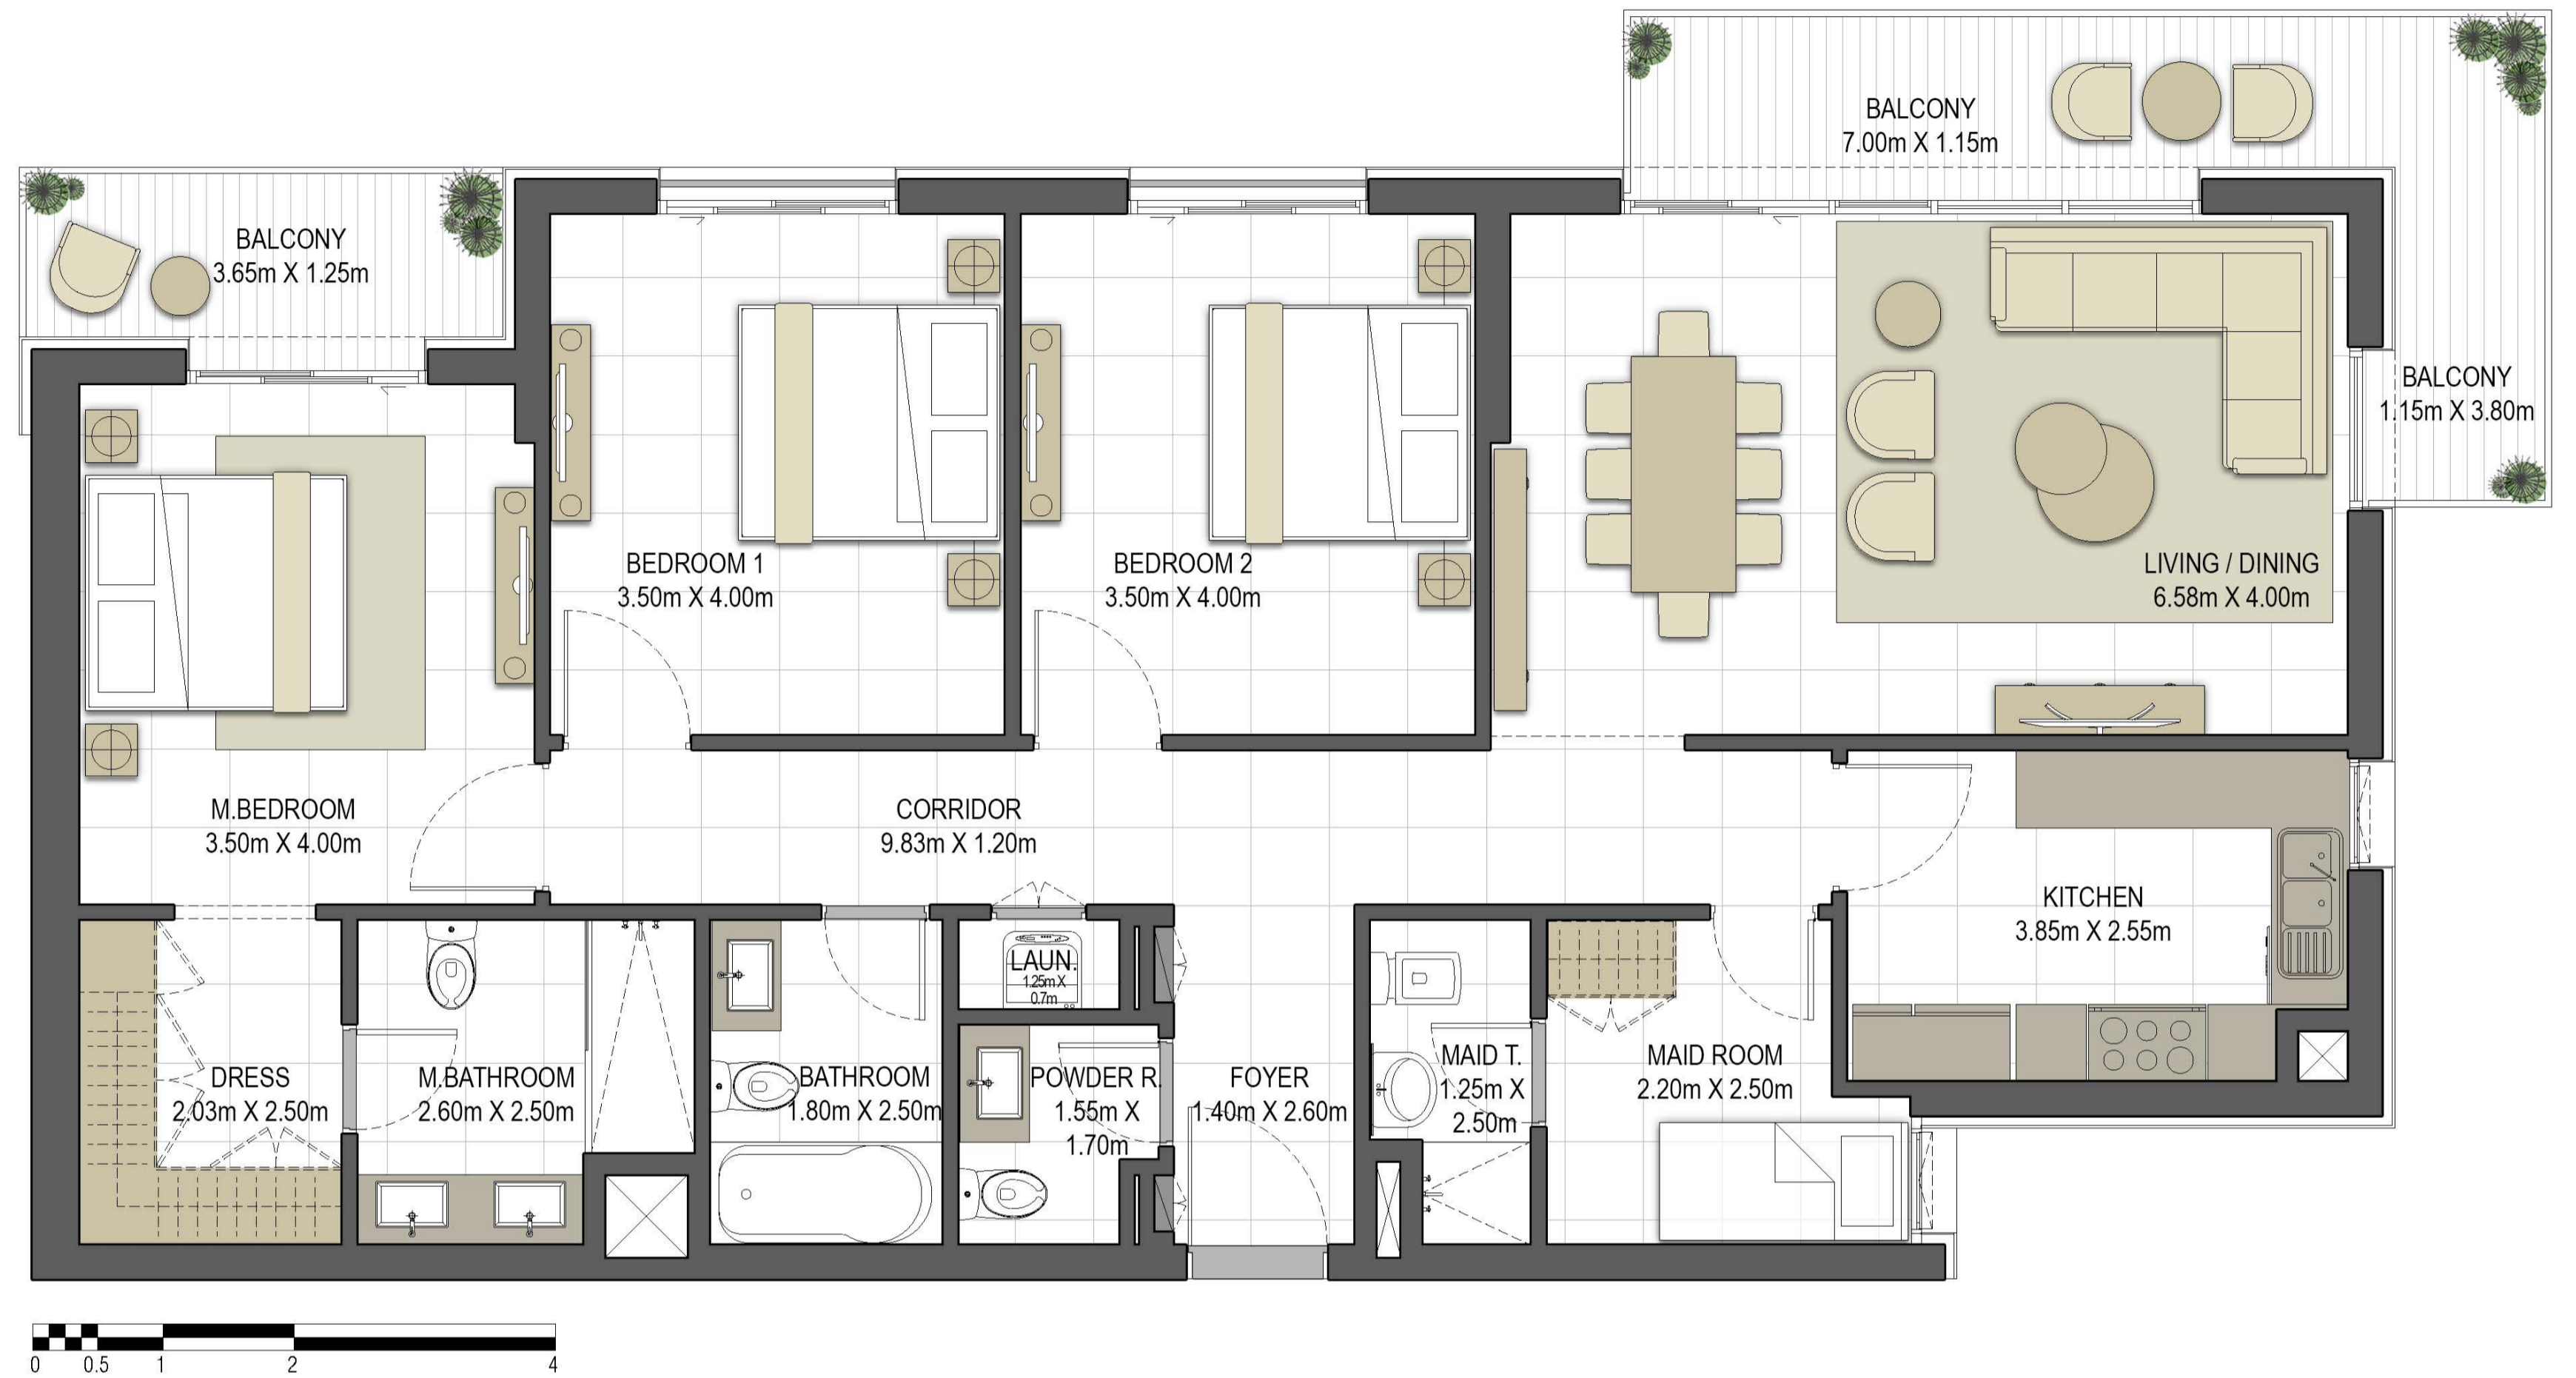 BALCONY
7.00m X 1.15m
BALCONY
3.65m X 1.25m
BALCONY
1.15m X 3.80m
BEDROOM 1
3.50m X 4.00m
BEDROOM 2
3.50m X 4.00m
LIVING / DINING
6.58m X 4.00m
M.BEDROOM
3.50m X 4.00m
CORRIDOR
9.83m X 1.20m
KITCHEN
3.85m X 2.55m
LAUN.
1.25m X
0.7m
DRESS
2.03m X 2.50m
M.BATHROOM
2.60m X 2.50m
BATHROOM
1.80m X 2.50m
POWDER R.
1.55m X
1.70m
FOYER
1.40m X 2.60m
MAID T.
1.25m X
2.50m
MAID ROOM
2.20m X 2.50m
0 0.5 1 2 4